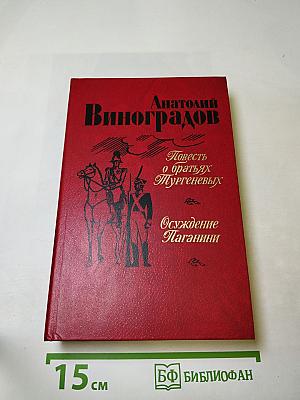 Анатолий
Виноградов
Повесть
о братьях
Тургеневых
Осуждение
Паганини
15 см
БФ БИБЛИОФАН